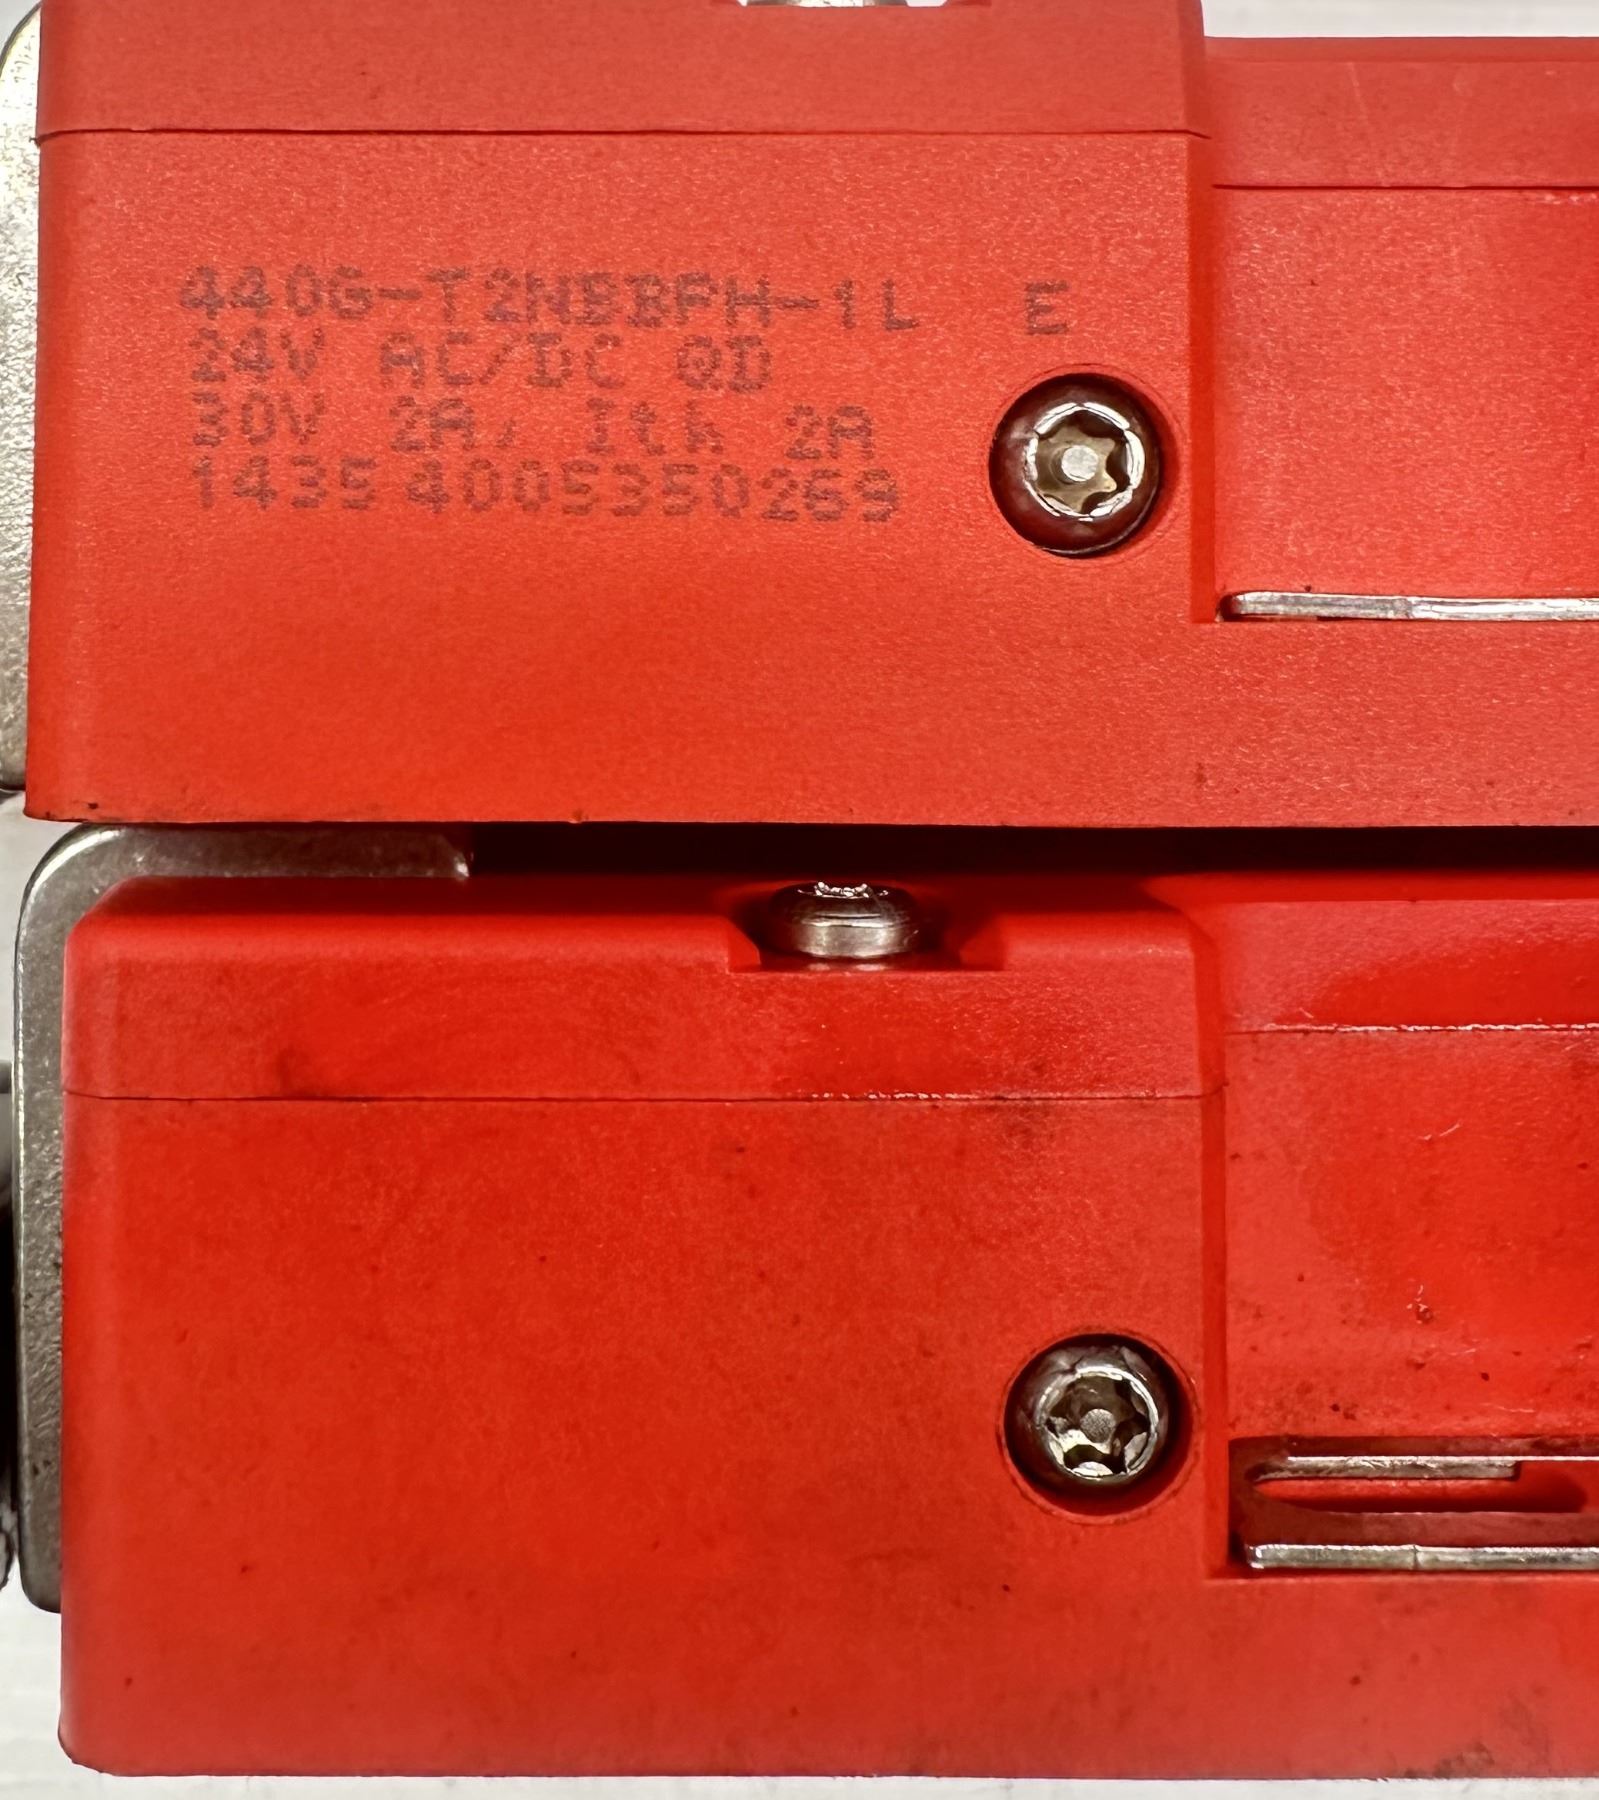 440G-T2NBBPH-1L E
24V AC/DC QD
30V 2A, Ith 2A
1435 4005350269